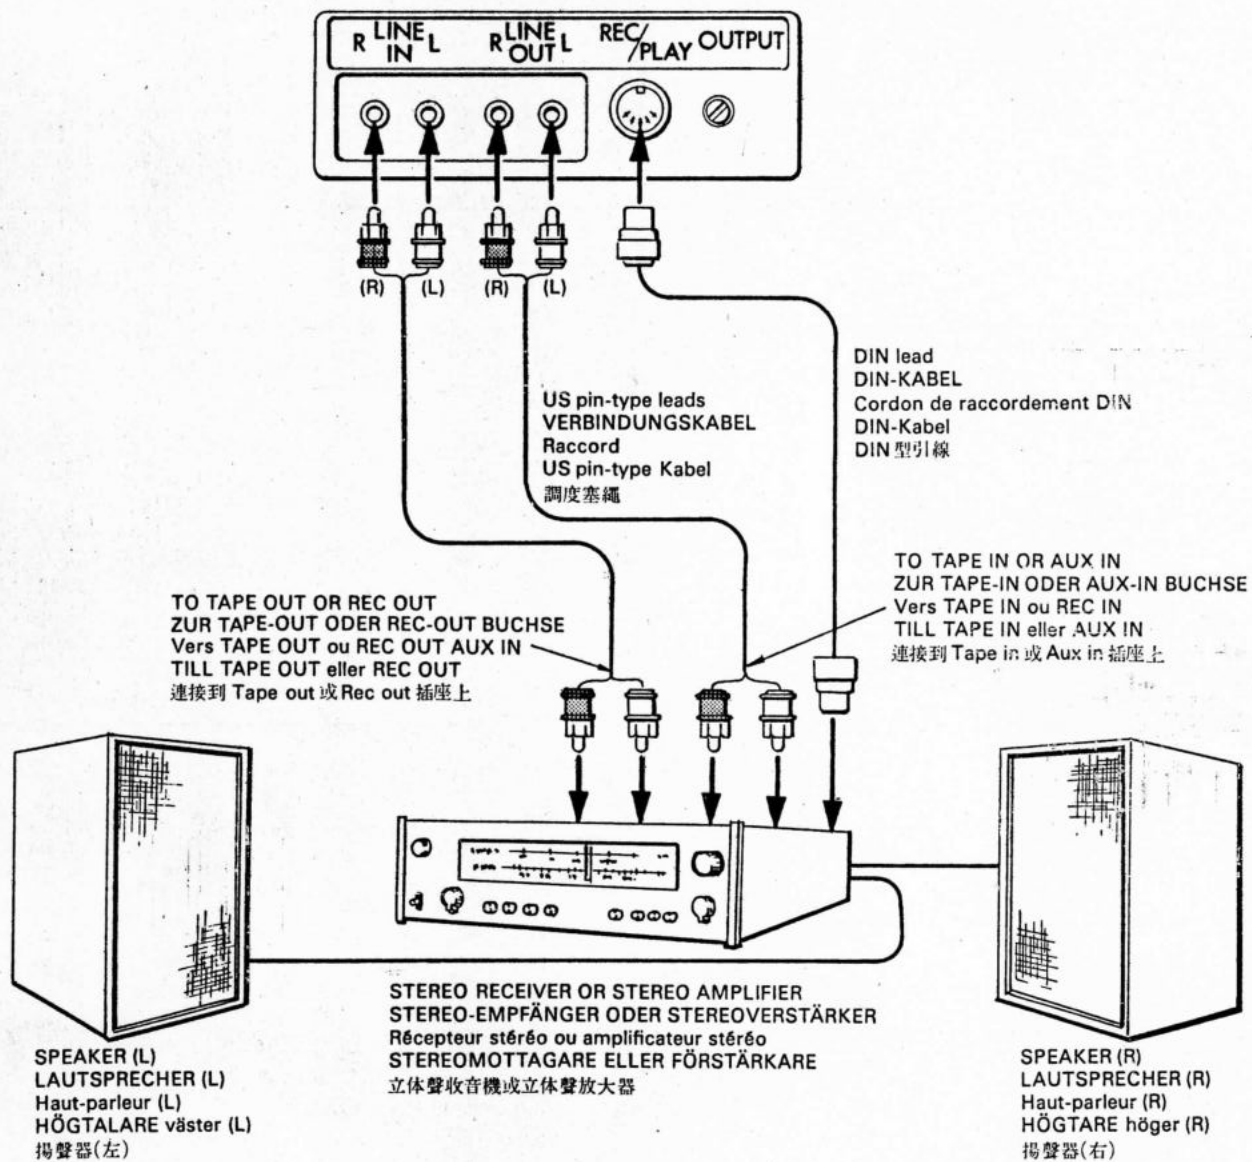 R LINE IN L
R LINE OUT L
REC/PLAY
OUTPUT
(R)
(L)
(R)
(L)
DIN lead
DIN-KABEL
Cordon de raccordement DIN
DIN-Kabel
DIN 型引線
US pin-type leads
VERBINDUNGSKABEL
Raccord
US pin-type Kabel
調度塞繩
TO TAPE OUT OR REC OUT
ZUR TAPE-OUT ODER REC-OUT BUCHSE
Vers TAPE OUT ou REC OUT AUX IN
TILL TAPE OUT eller REC OUT
連接到 Tape out 或 Rec out 插座上
TO TAPE IN OR AUX IN
ZUR TAPE-IN ODER AUX-IN BUCHSE
Vers TAPE IN ou REC IN
TILL TAPE IN eller AUX IN
連接到 Tape in 或 Aux in 插座上
STEREO RECEIVER OR STEREO AMPLIFIER
STEREO-EMPFÄNGER ODER STEREOVERSTÄRKER
Récepteur stéréo ou amplificateur stéréo
STEREOMOTTAGARE ELLER FÖRSTÄRKARE
立体聲收音機或立体聲放大器
SPEAKER (L)
LAUTSPRECHER (L)
Haut-parleur (L)
HÖGTALARE väster (L)
揚聲器(左)
SPEAKER (R)
LAUTSPRECHER (R)
Haut-parleur (R)
HÖGTARE höger (R)
揚聲器(右)